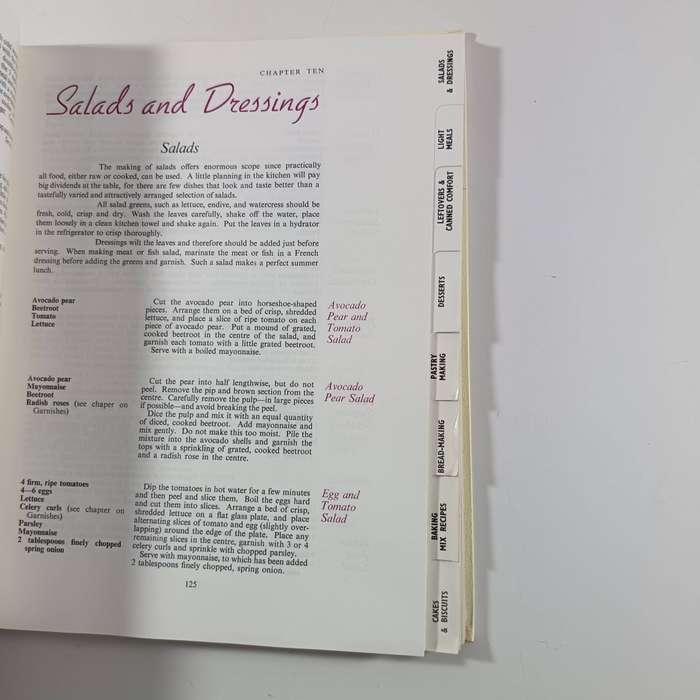 CHAPTER TEN
Salads and Dressings
Salads
The making of salads offers enormous scope since practically
all food, either raw or cooked, can be used. A little planning in the kitchen will pay
big dividends at the table, for there are few dishes that look and taste better than a
tastefully varied and attractively arranged selection of salads.
All salad greens, such as lettuce, endive, and watercress should be
fresh, cold, crisp and dry. Wash the leaves carefully, shake off the water, place
them loosely in a clean kitchen towel and shake again. Put the leaves in a hydrator
in the refrigerator to crisp thoroughly.
Dressings wilt the leaves and therefore should be added just before
serving. When making meat or fish salad, marinate the meat or fish in a French
dressing before adding the greens and garnish. Such a salad makes a perfect summer
lunch.
Avocado pear
Beetroot
Tomato
Lettuce
Cut the avocado pear into horseshoe-shaped
pieces. Arrange them on a bed of crisp, shredded
lettuce, and place a slice of ripe tomato on each
piece of avocado pear. Put a mound of grated,
cooked beetroot in the centre of the salad, and
garnish each tomato with a little grated beetroot.
Serve with a boiled mayonnaise.
Avocado
Pear and
Tomato
Salad
Avocado pear
Mayonnaise
Beetroot
Radish roses (see chaper on
Garnishes)
Cut the pear into half lengthwise, but do not
peel. Remove the pip and brown section from the
centre. Carefully remove the pulp—in large pieces
if possible—and avoid breaking the peel.
Dice the pulp and mix it with an equal quantity
of diced, cooked beetroot. Add mayonnaise and
mix gently. Do not make this too moist. Pile the
mixture into the avocado shells and garnish the
tops with a sprinkling of grated, cooked beetroot
and a radish rose in the centre.
Avocado
Pear Salad
4 firm, ripe tomatoes
4—6 eggs
Lettuce
Celery curls (see chapter on
Garnishes)
Parsley
Mayonnaise
2 tablespoons finely chopped
spring onion
Dip the tomatoes in hot water for a few minutes
and then peel and slice them. Boil the eggs hard
and cut them into slices. Arrange a bed of crisp,
shredded lettuce on a flat glass plate, and place
alternating slices of tomato and egg (slightly over-
lapping) around the edge of the plate. Place any
remaining slices in the centre, garnish with 3 or 4
celery curls and sprinkle with chopped parsley.
Serve with mayonnaise, to which has been added
2 tablespoons finely chopped, spring onion.
Egg and
Tomato
Salad
125
SALADS
& DRESSINGS
LIGHT
MEALS
LEFTOVERS &
CANNED COMFORT
DESSERTS
PASTRY
MAKING
BREAD-MAKING
BAKING
MIX RECIPES
CAKES
& BISCUITS